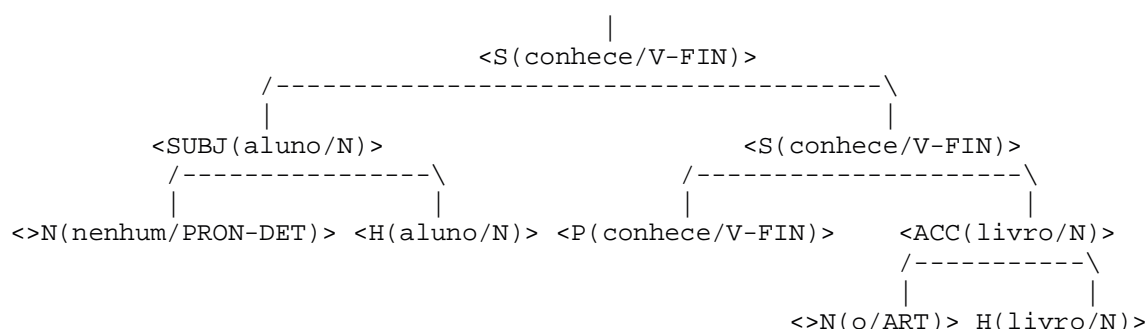 <S(conhece/V-FIN)>
<SUBJ(aluno/N)> <S(conhece/V-FIN)>
<>N(nenhum/PRON-DET)> <H(aluno/N)> <P(conhece/V-FIN)> <ACC(livro/N)>
<>N(o/ART)> H(livro/N)>